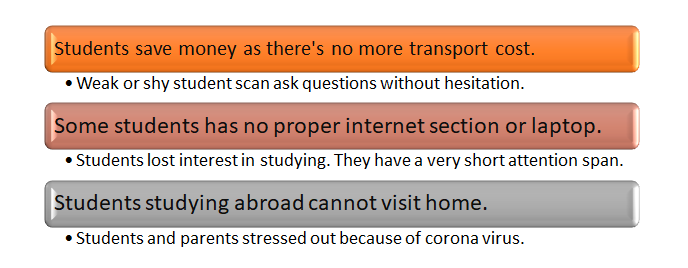 Students save money as there's no more transport cost.
• Weak or shy student scan ask questions without hesitation.
Some students has no proper internet section or laptop.
• Students lost interest in studying. They have a very short attention span.
Students studying abroad cannot visit home.
• Students and parents stressed out because of corona virus.